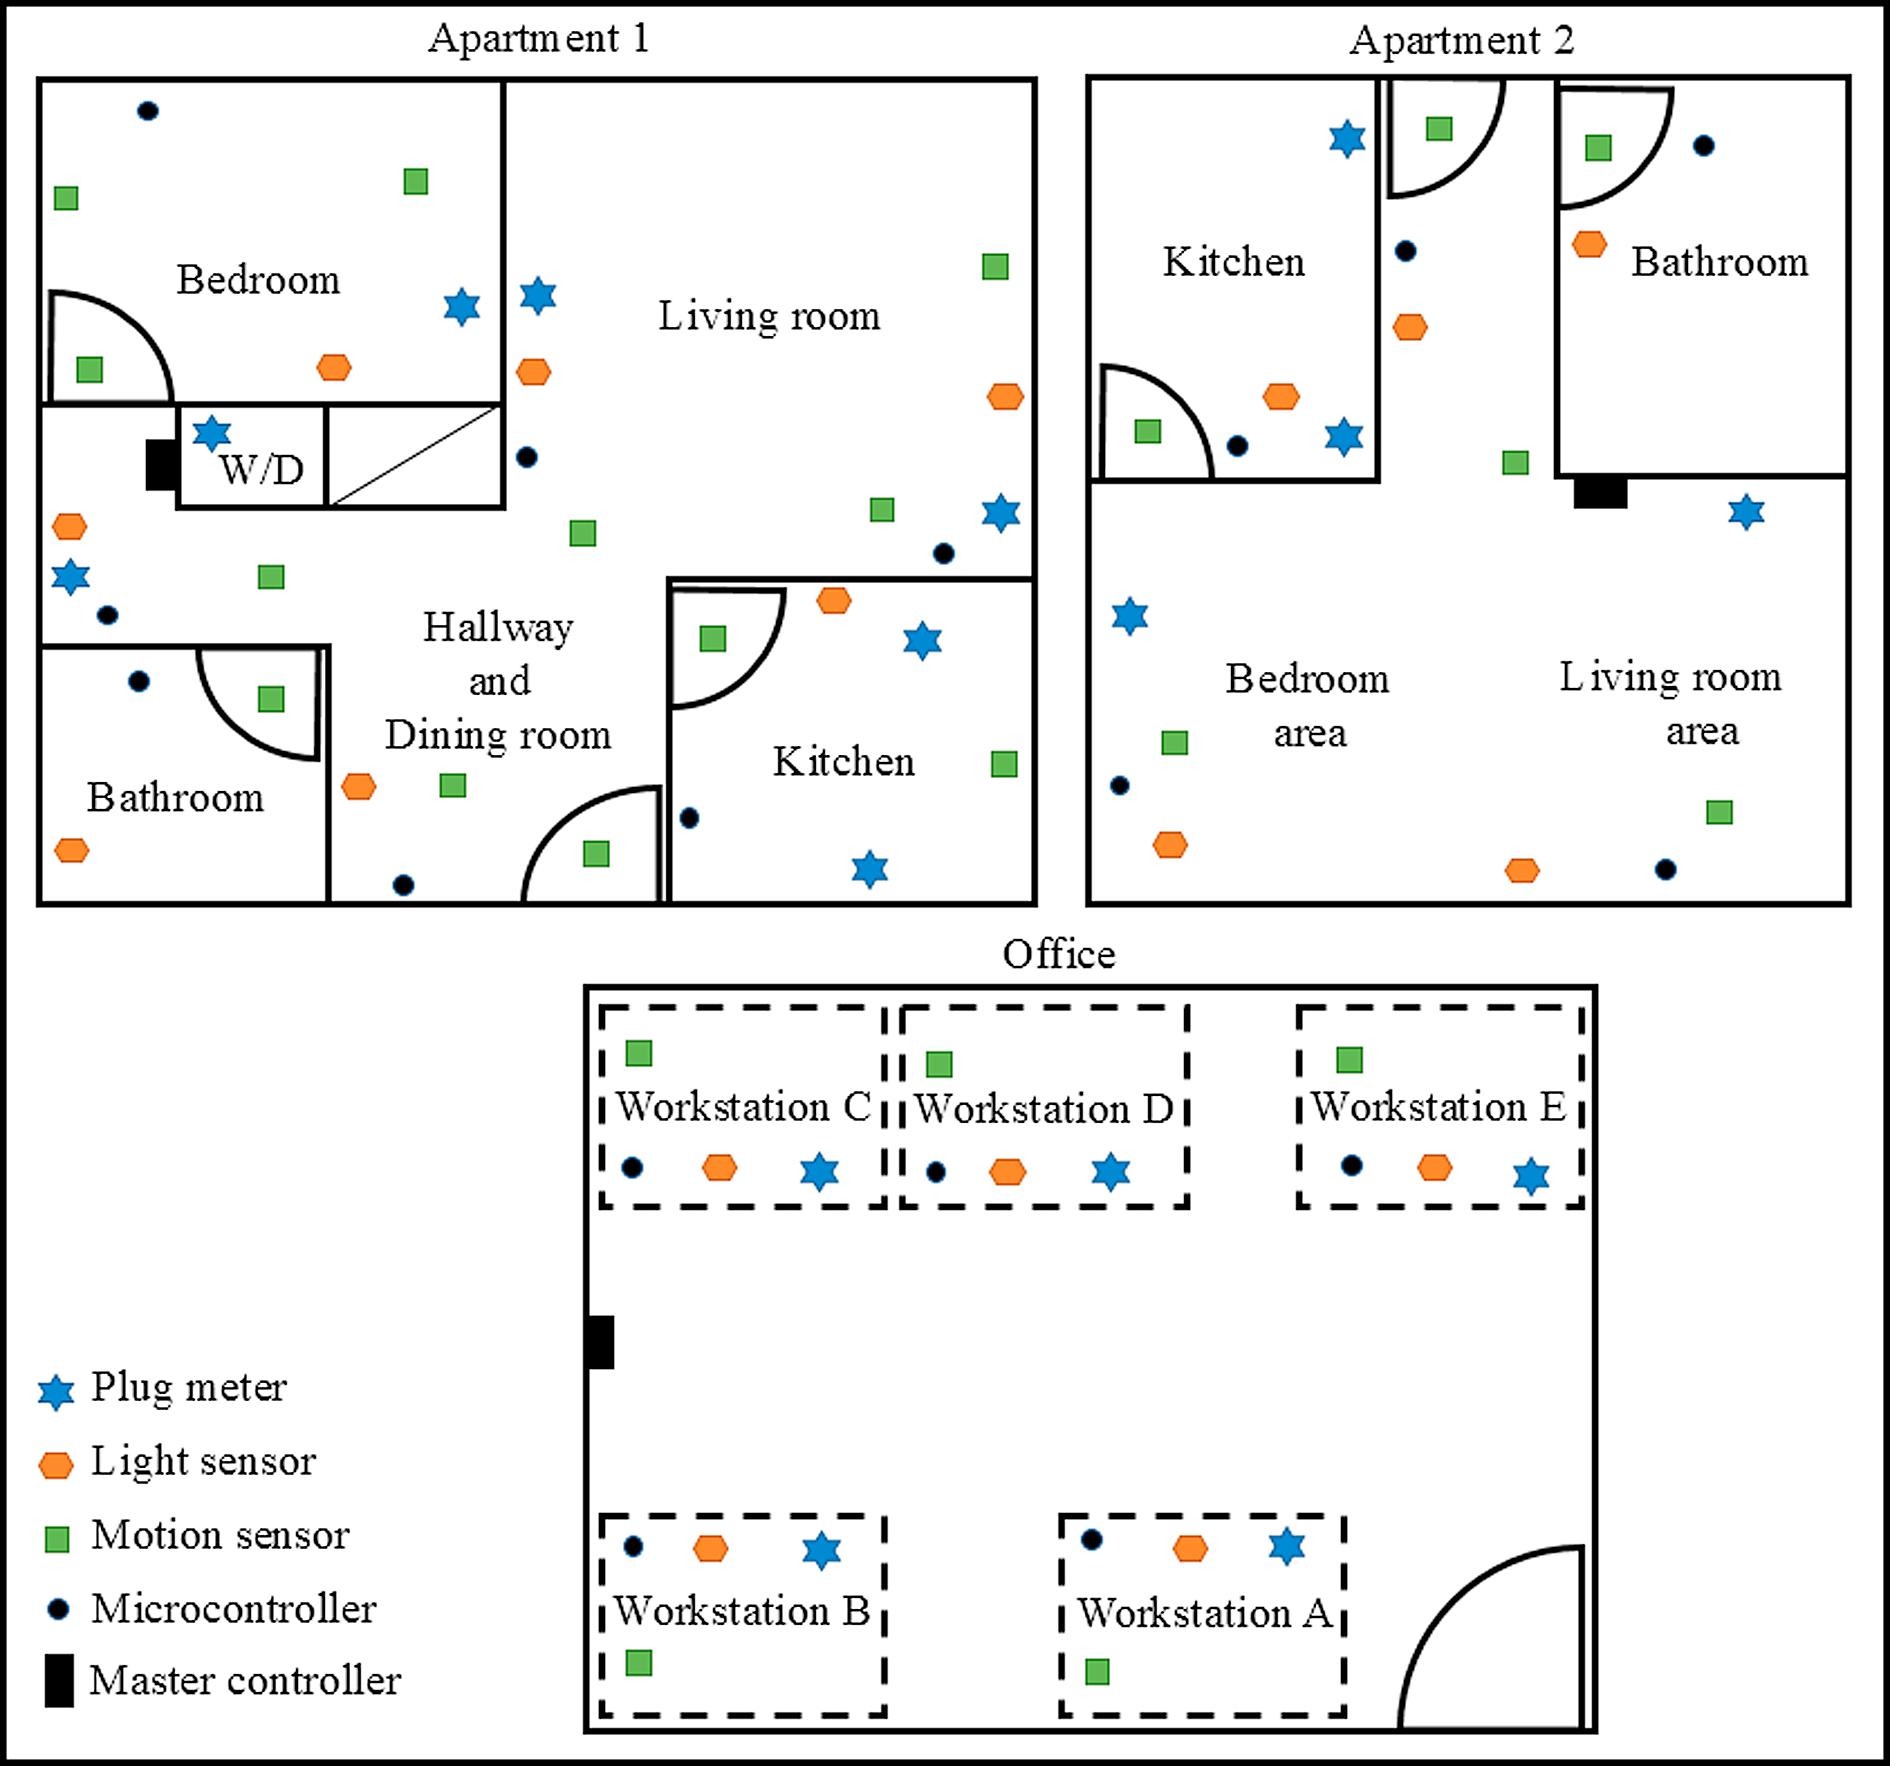 Apartment 1
Apartment 2
Bedroom
Living room
W/D
Hallway
and
Dining room
Bathroom
Kitchen
Kitchen
Bathroom
Bedroom
area
Living room
area
Office
Workstation C
Workstation D
Workstation E
Workstation B
Workstation A
Plug meter
Light sensor
Motion sensor
Microcontroller
Master controller